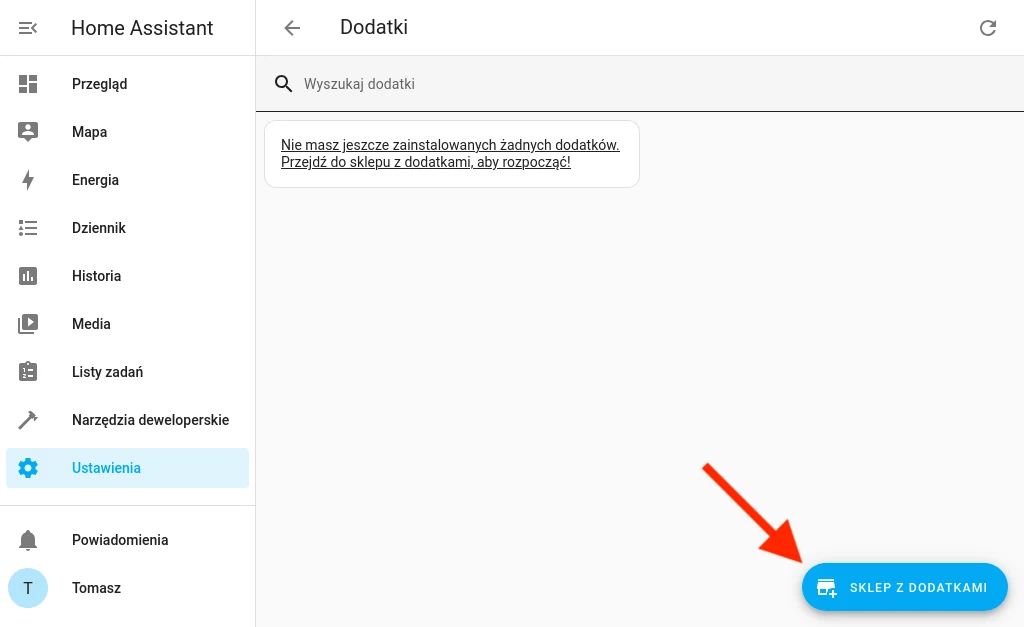 Home Assistant
Dodatki
Przegląd
Wyszukaj dodatki
Mapa
Nie masz jeszcze zainstalowanych żadnych dodatków.
Przejdź do sklepu z dodatkami, aby rozpocząć!
Energia
Dziennik
Historia
Media
Listy zadań
Narzędzia deweloperskie
Ustawienia
Powiadomienia
T
Tomasz
SKLEP Z DODATKAMI